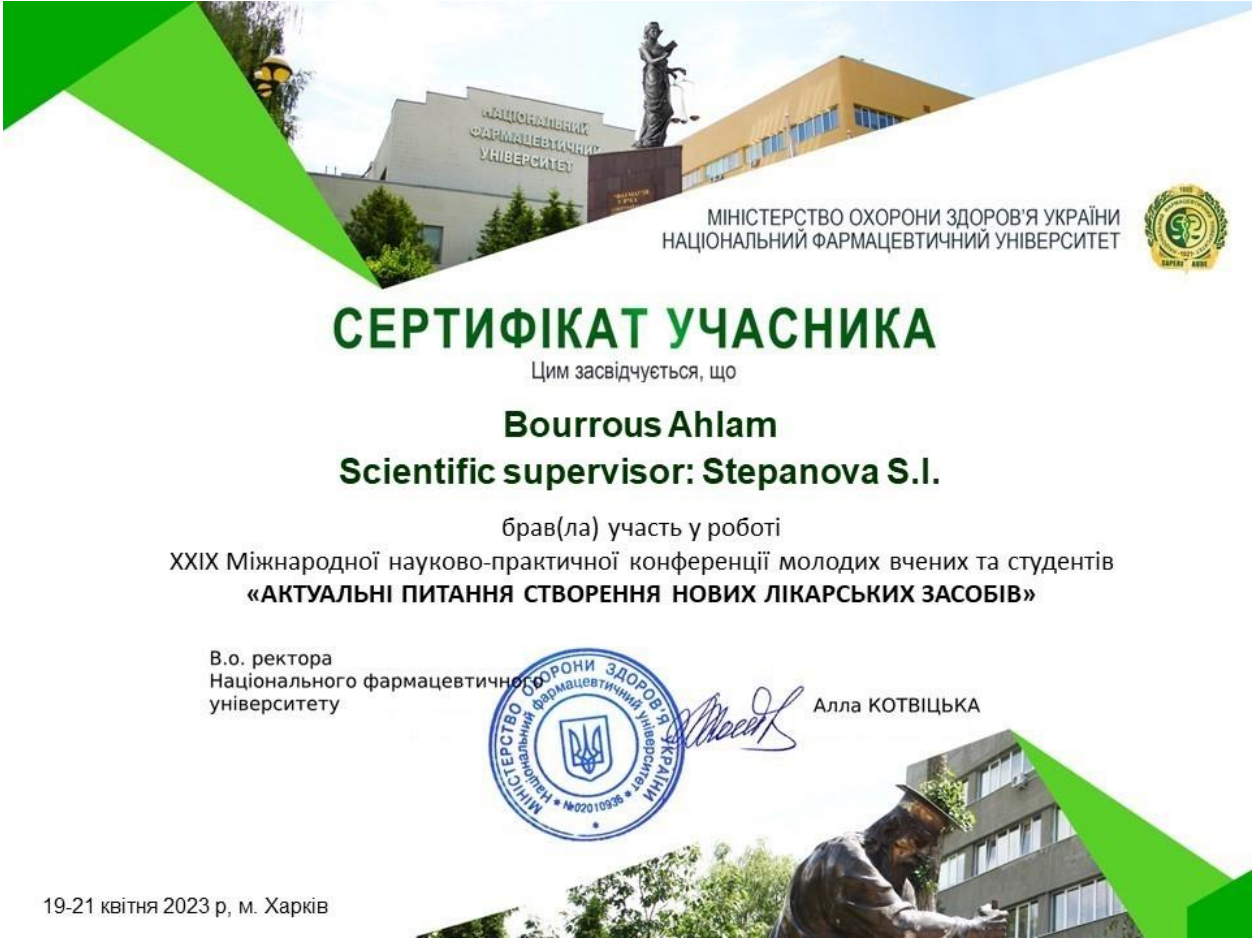 НАЦІОНАЛЬНИЙ
ФАРМАЦЕВТИЧНИЙ
УНІВЕРСИТЕТ
МІНІСТЕРСТВО ОХОРОНИ ЗДОРОВ'Я УКРАЇНИ
НАЦІОНАЛЬНИЙ ФАРМАЦЕВТИЧНИЙ УНІВЕРСИТЕТ
SAPERE AUDE
СЕРТИФІКАТ УЧАСНИКА
Цим засвідчується, що
Bourrous Ahlam
Scientific supervisor: Stepanova S.I.
брав(ла) участь у роботі
XXIX Міжнародної науково-практичної конференції молодих вчених та студентів
«АКТУАЛЬНІ ПИТАННЯ СТВОРЕННЯ НОВИХ ЛІКАРСЬКИХ ЗАСОБІВ»
В.о. ректора
Національного фармацевтичного
університету
МІНІСТЕРСТВО ОХОРОНИ ЗДОРОВ'Я УКРАЇНИ
Національний фармацевтичний університет
№02010936
Алла КОТВІЦЬКА
19-21 квітня 2023 р, м. Харків